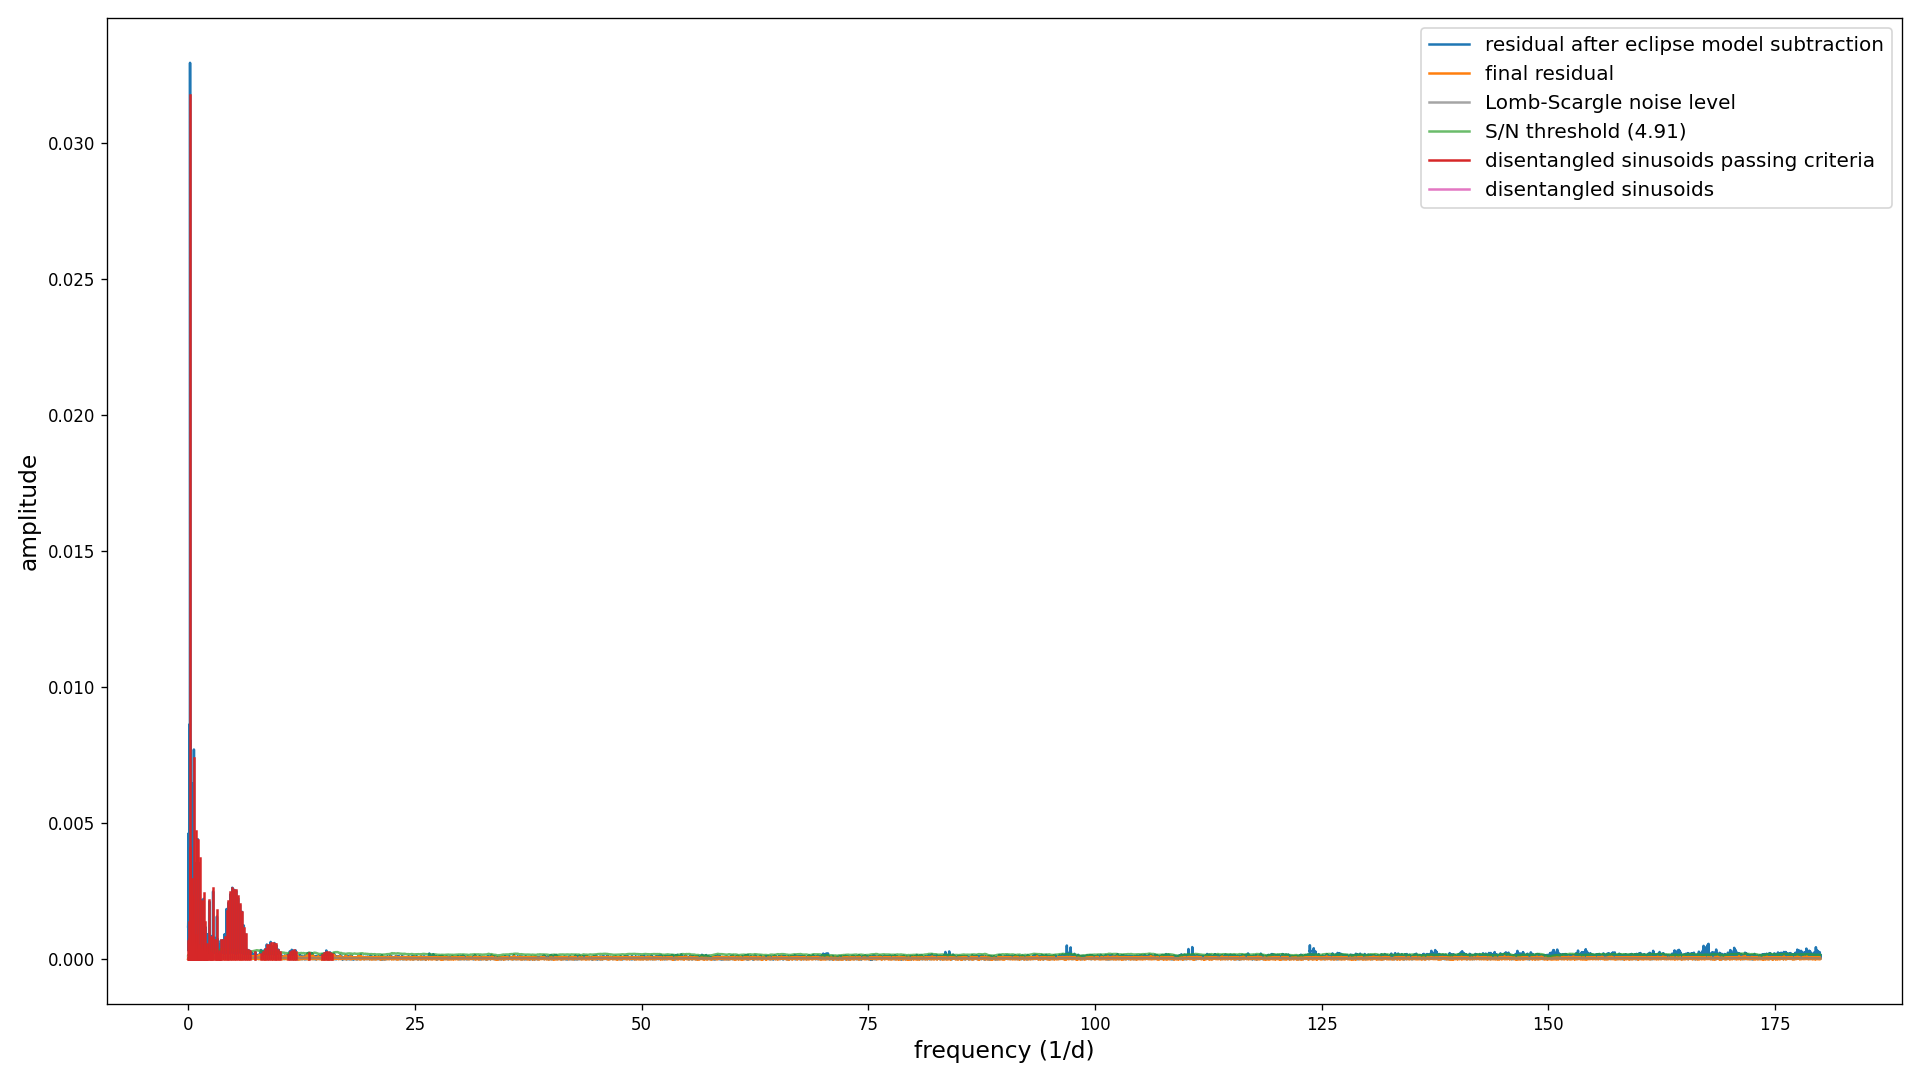 residual after eclipse model subtraction
final residual
Lomb-Scargle noise level
S/N threshold (4.91)
disentangled sinusoids passing criteria
disentangled sinusoids
amplitude
0.030
0.025
0.020
0.015
0.010
0.005
0.000
0 25 50 75 100 125 150 175
frequency (1/d)